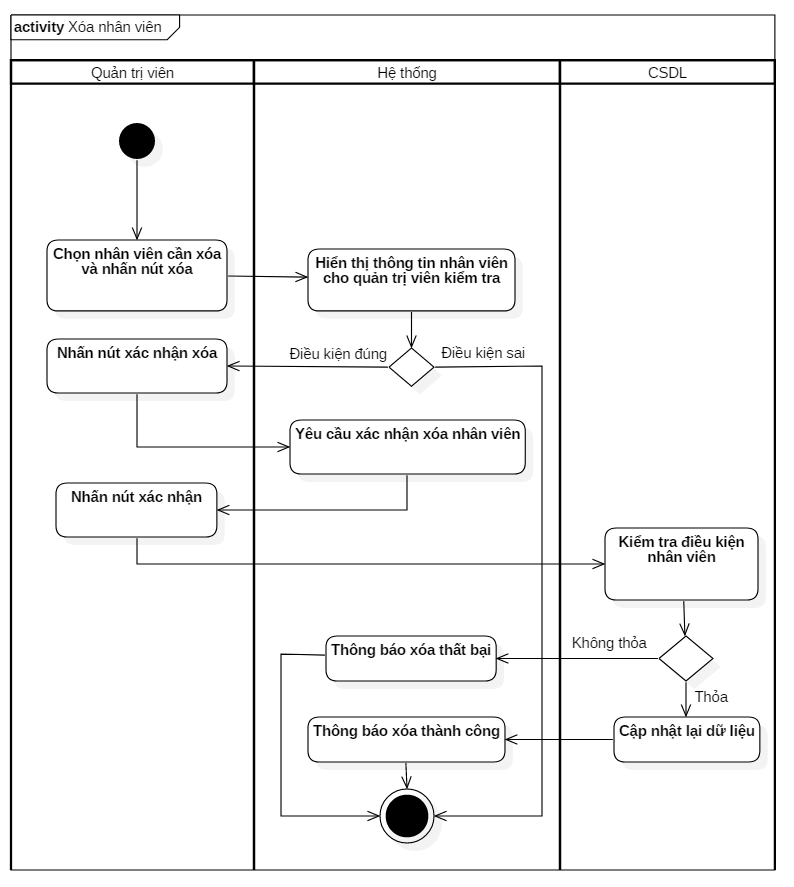 activity Xóa nhân viên
Quản trị viên
Hệ thống
CSDL
Chọn nhân viên cần xóa
và nhấn nút xóa
Hiển thị thông tin nhân viên
cho quản trị viên kiểm tra
Điều kiện đúng
Điều kiện sai
Nhấn nút xác nhận xóa
Yêu cầu xác nhận xóa nhân viên
Nhấn nút xác nhận
Kiểm tra điều kiện
nhân viên
Không thỏa
Thông báo xóa thất bại
Thỏa
Thông báo xóa thành công
Cập nhật lại dữ liệu